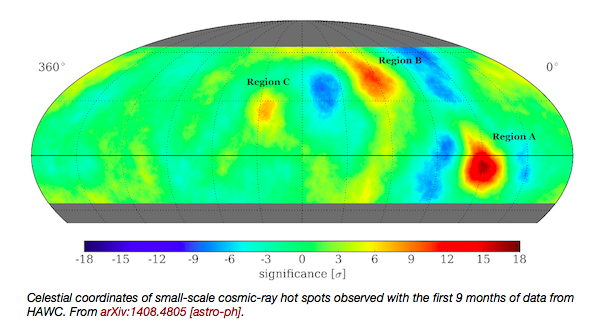 360°
0°
Region B
Region C
Region A
-18 -15 -12 -9 -6 -3 0 3 6 9 12 15 18
significance [σ]
Celestial coordinates of small-scale cosmic-ray hot spots observed with the first 9 months of data from
HAWC. From arXiv:1408.4805 [astro-ph].